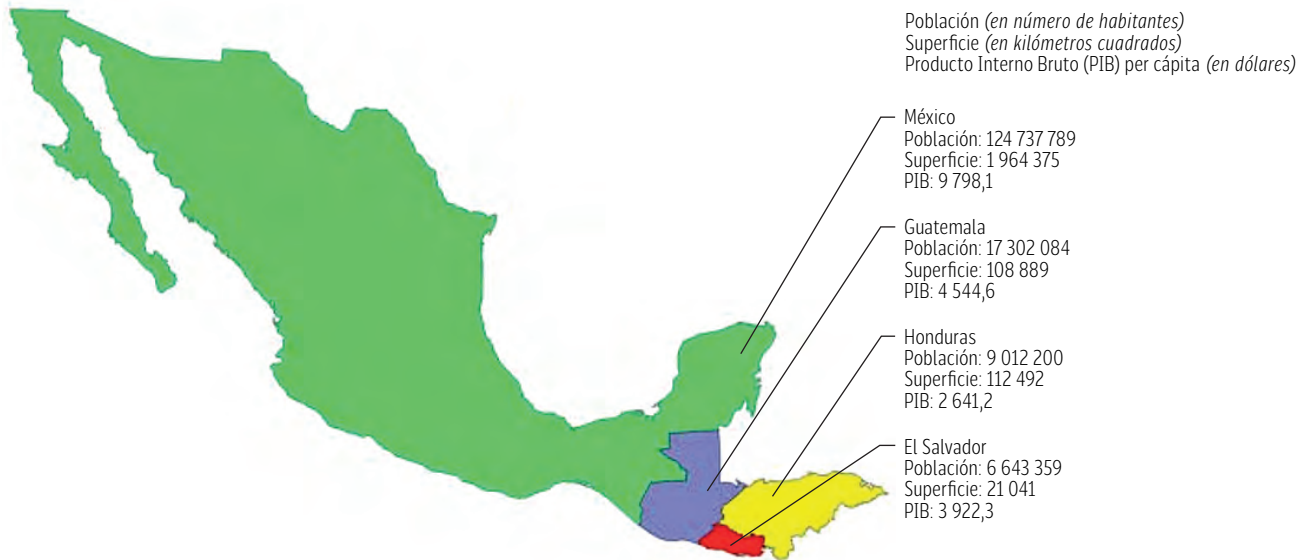 Población (en número de habitantes)
Superficie (en kilómetros cuadrados)
Producto Interno Bruto (PIB) per cápita (en dólares)
México
Población: 124 737 789
Superficie: 1 964 375
PIB: 9 798,1
Guatemala
Población: 17 302 084
Superficie: 108 889
PIB: 4 544,6
Honduras
Población: 9 012 200
Superficie: 112 492
PIB: 2 641,2
El Salvador
Población: 6 643 359
Superficie: 21 041
PIB: 3 922,3